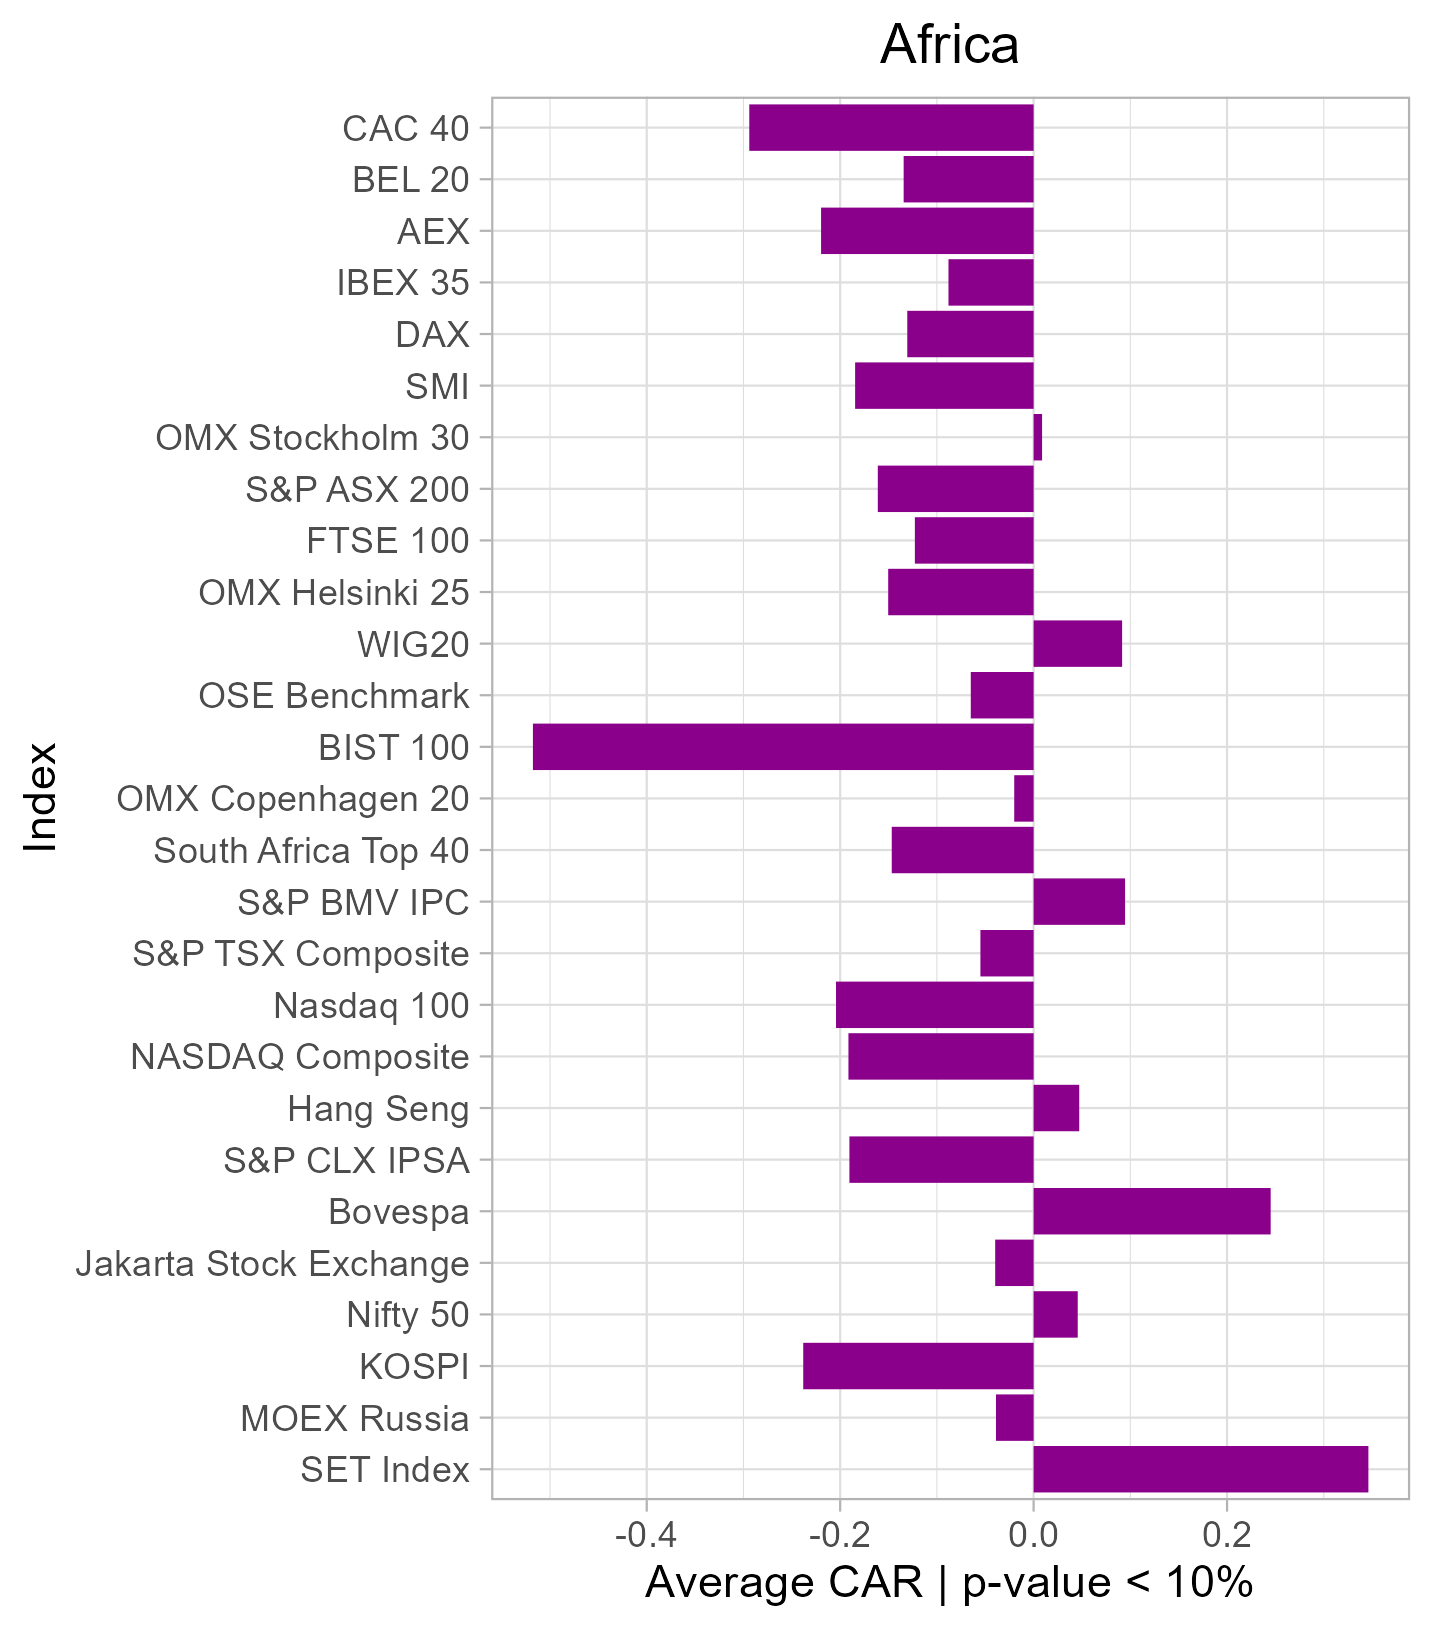 Africa
CAC 40
BEL 20
AEX
IBEX 35
DAX
SMI
OMX Stockholm 30
S&P ASX 200
FTSE 100
OMX Helsinki 25
WIG20
OSE Benchmark
BIST 100
OMX Copenhagen 20
South Africa Top 40
S&P BMV IPC
S&P TSX Composite
Nasdaq 100
NASDAQ Composite
Hang Seng
S&P CLX IPSA
Bovespa
Jakarta Stock Exchange
Nifty 50
KOSPI
MOEX Russia
SET Index
Index
-0.4 -0.2 0.0 0.2
Average CAR | p-value < 10%